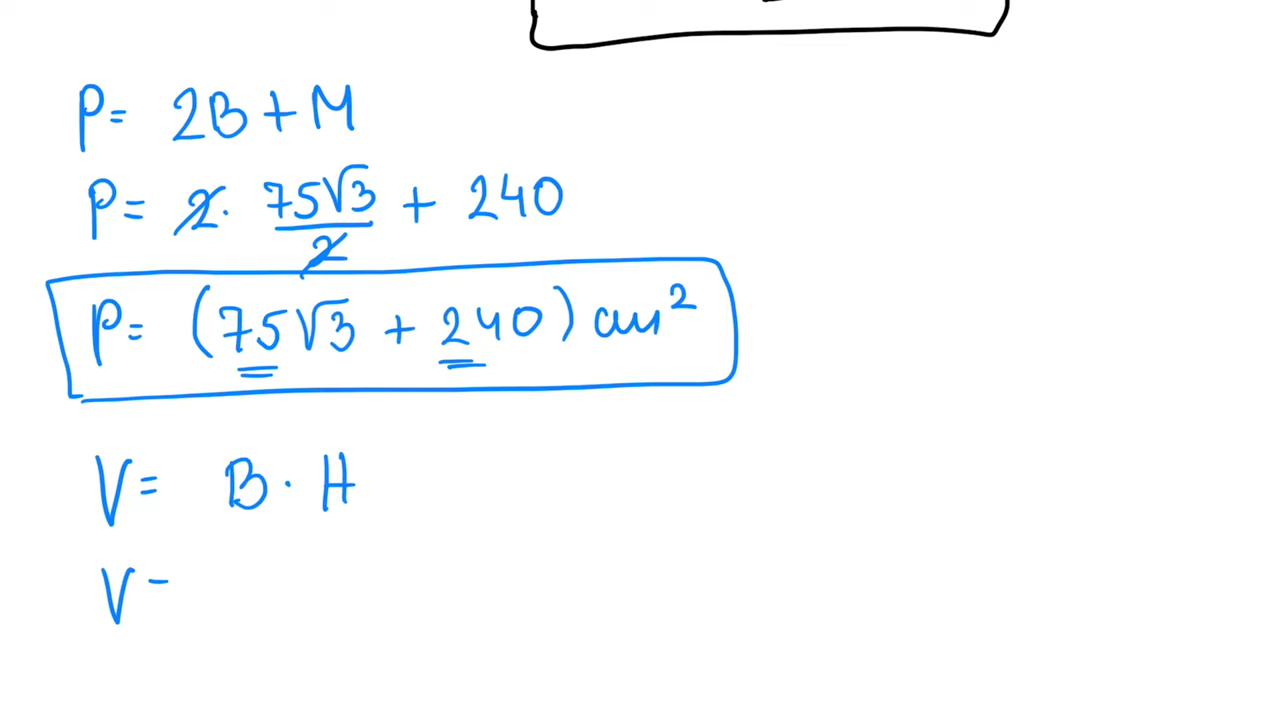 P = 2B + M
P = 2 · 75√3/2 + 240
P = (75√3 + 240) cm²
V = B · H
V =